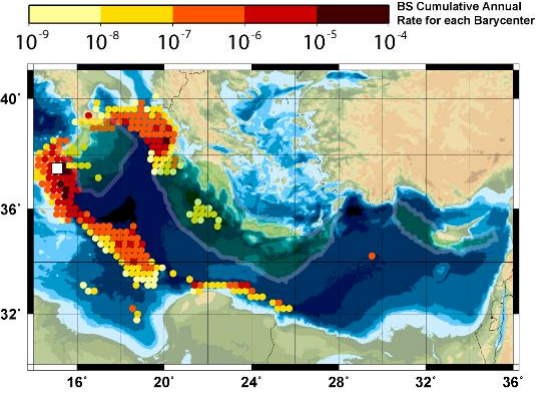 BS Cumulative Annual
Rate for each Barycenter
10⁻⁹ 10⁻⁸ 10⁻⁷ 10⁻⁶ 10⁻⁵ 10⁻⁴
40˚
36˚
32˚
16˚ 20˚ 24˚ 28˚ 32˚ 36˚